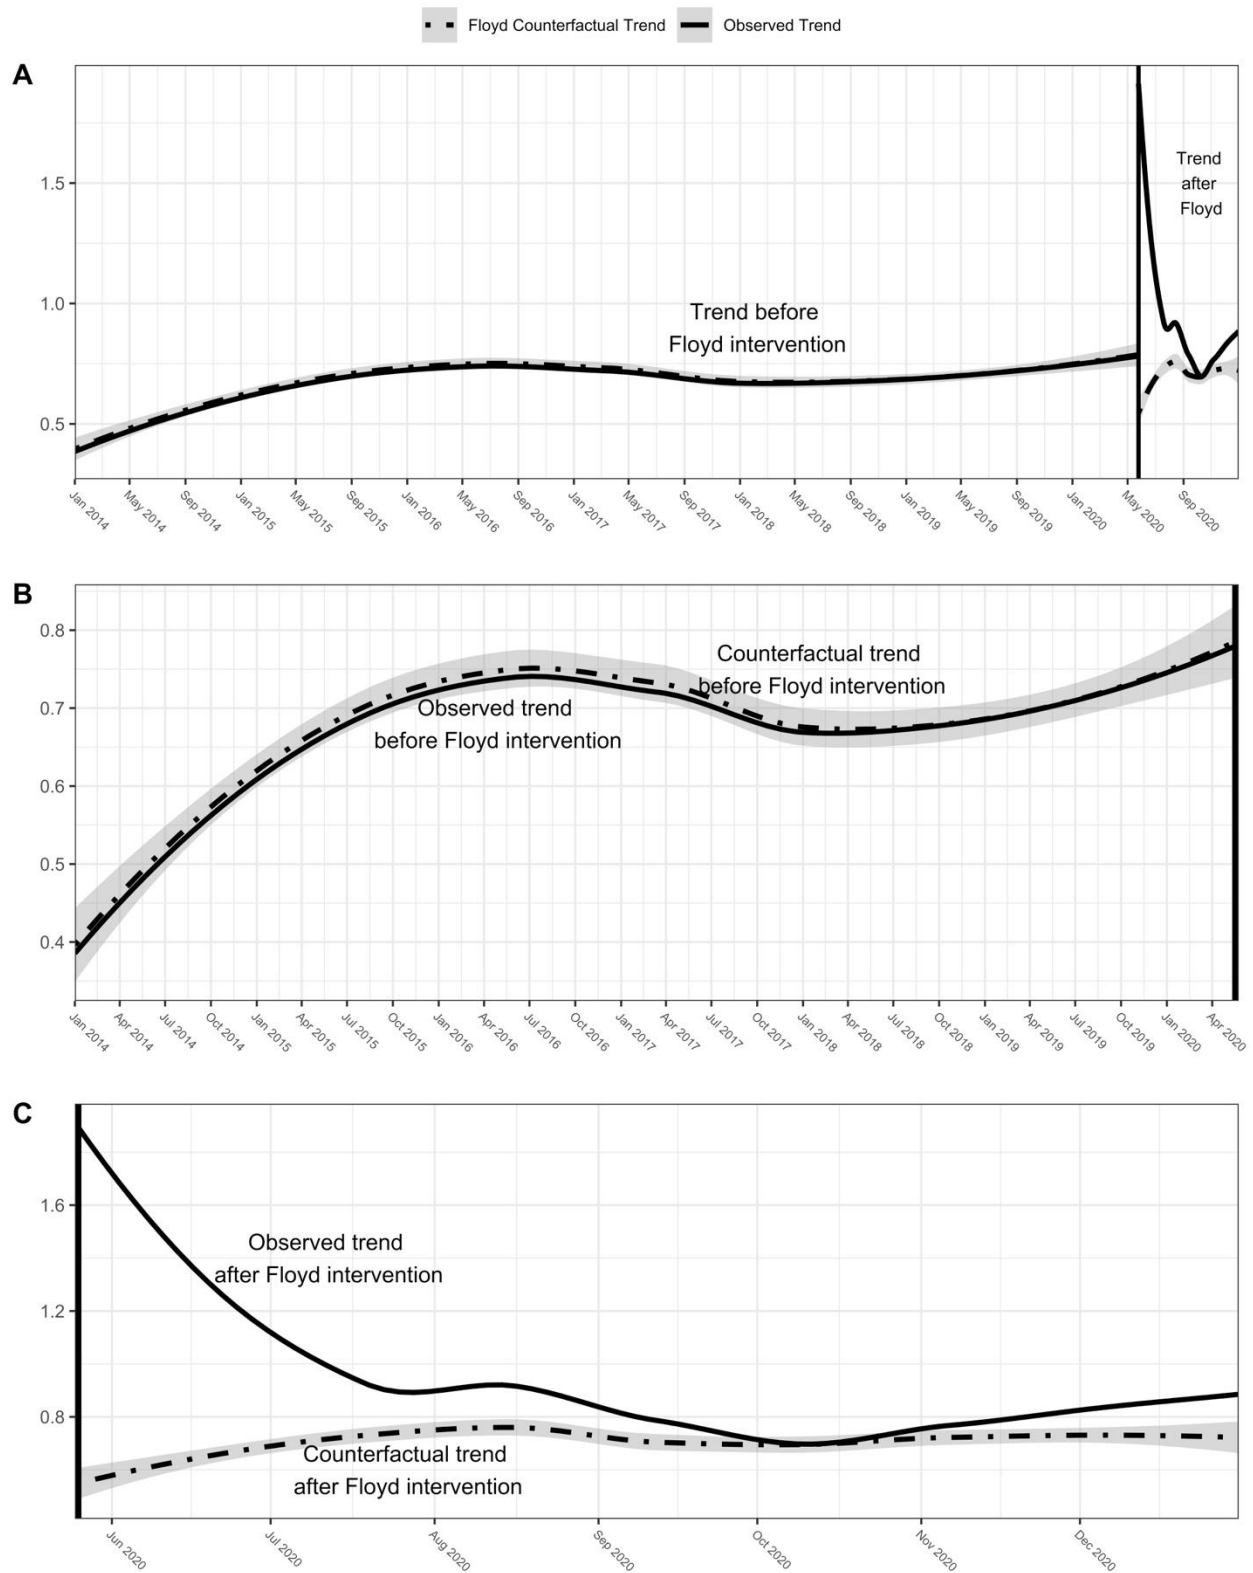 Floyd Counterfactual Trend Observed Trend
A
1.5
1.0
0.5
Trend before
Floyd intervention
Trend
after
Floyd
Jan 2014 May 2014 Sep 2014 Jan 2015 May 2015 Sep 2015 Jan 2016 May 2016 Sep 2016 Jan 2017 May 2017 Sep 2017 Jan 2018 May 2018 Sep 2018 Jan 2019 May 2019 Sep 2019 Jan 2020 May 2020 Sep 2020
B
0.8
0.7
0.6
0.5
0.4
Counterfactual trend
before Floyd intervention
Observed trend
before Floyd intervention
Jan 2014 Apr 2014 Jul 2014 Oct 2014 Jan 2015 Apr 2015 Jul 2015 Oct 2015 Jan 2016 Apr 2016 Jul 2016 Oct 2016 Jan 2017 Apr 2017 Jul 2017 Oct 2017 Jan 2018 Apr 2018 Jul 2018 Oct 2018 Jan 2019 Apr 2019 Jul 2019 Oct 2019 Jan 2020 Apr 2020
C
1.6
1.2
0.8
Observed trend
after Floyd intervention
Counterfactual trend
after Floyd intervention
Jun 2020 Jul 2020 Aug 2020 Sep 2020 Oct 2020 Nov 2020 Dec 2020